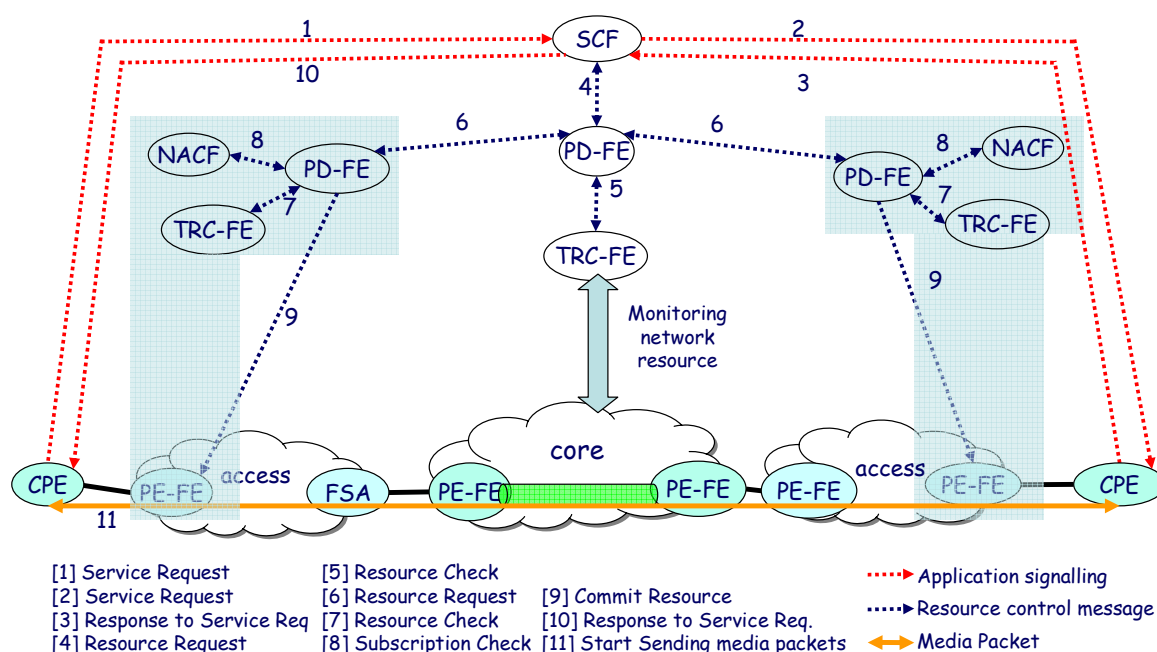 1
SCF
2
10
4
3
6
6
8
NACF
PD-FE
PD-FE
8
NACF
PD-FE
7
5
7
TRC-FE
TRC-FE
TRC-FE
9
9
Monitoring
network
resource
core
access
access
CPE
PE-FE
FSA
PE-FE
PE-FE
PE-FE
PE-FE
CPE
11
[1] Service Request
[2] Service Request
[3] Response to Service Req
[4] Resource Request
[5] Resource Check
[6] Resource Request
[7] Resource Check
[8] Subscription Check
[9] Commit Resource
[10] Response to Service Req.
[11] Start Sending media packets
Application signalling
Resource control message
Media Packet